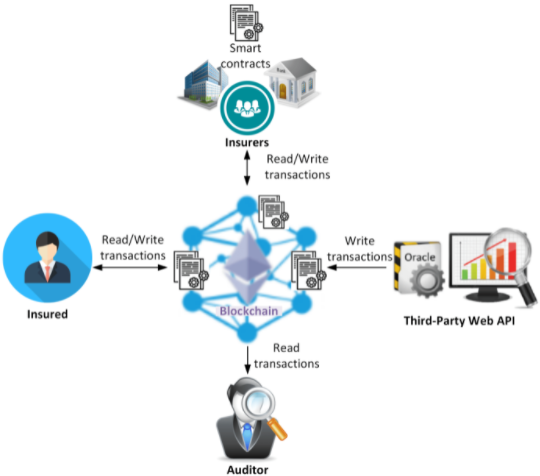 Smart
contracts
Insurers
Read/Write
transactions
Read/Write
transactions
Insured
Blockchain
Write
transactions
Oracle
Third-Party Web API
Read
transactions
Auditor